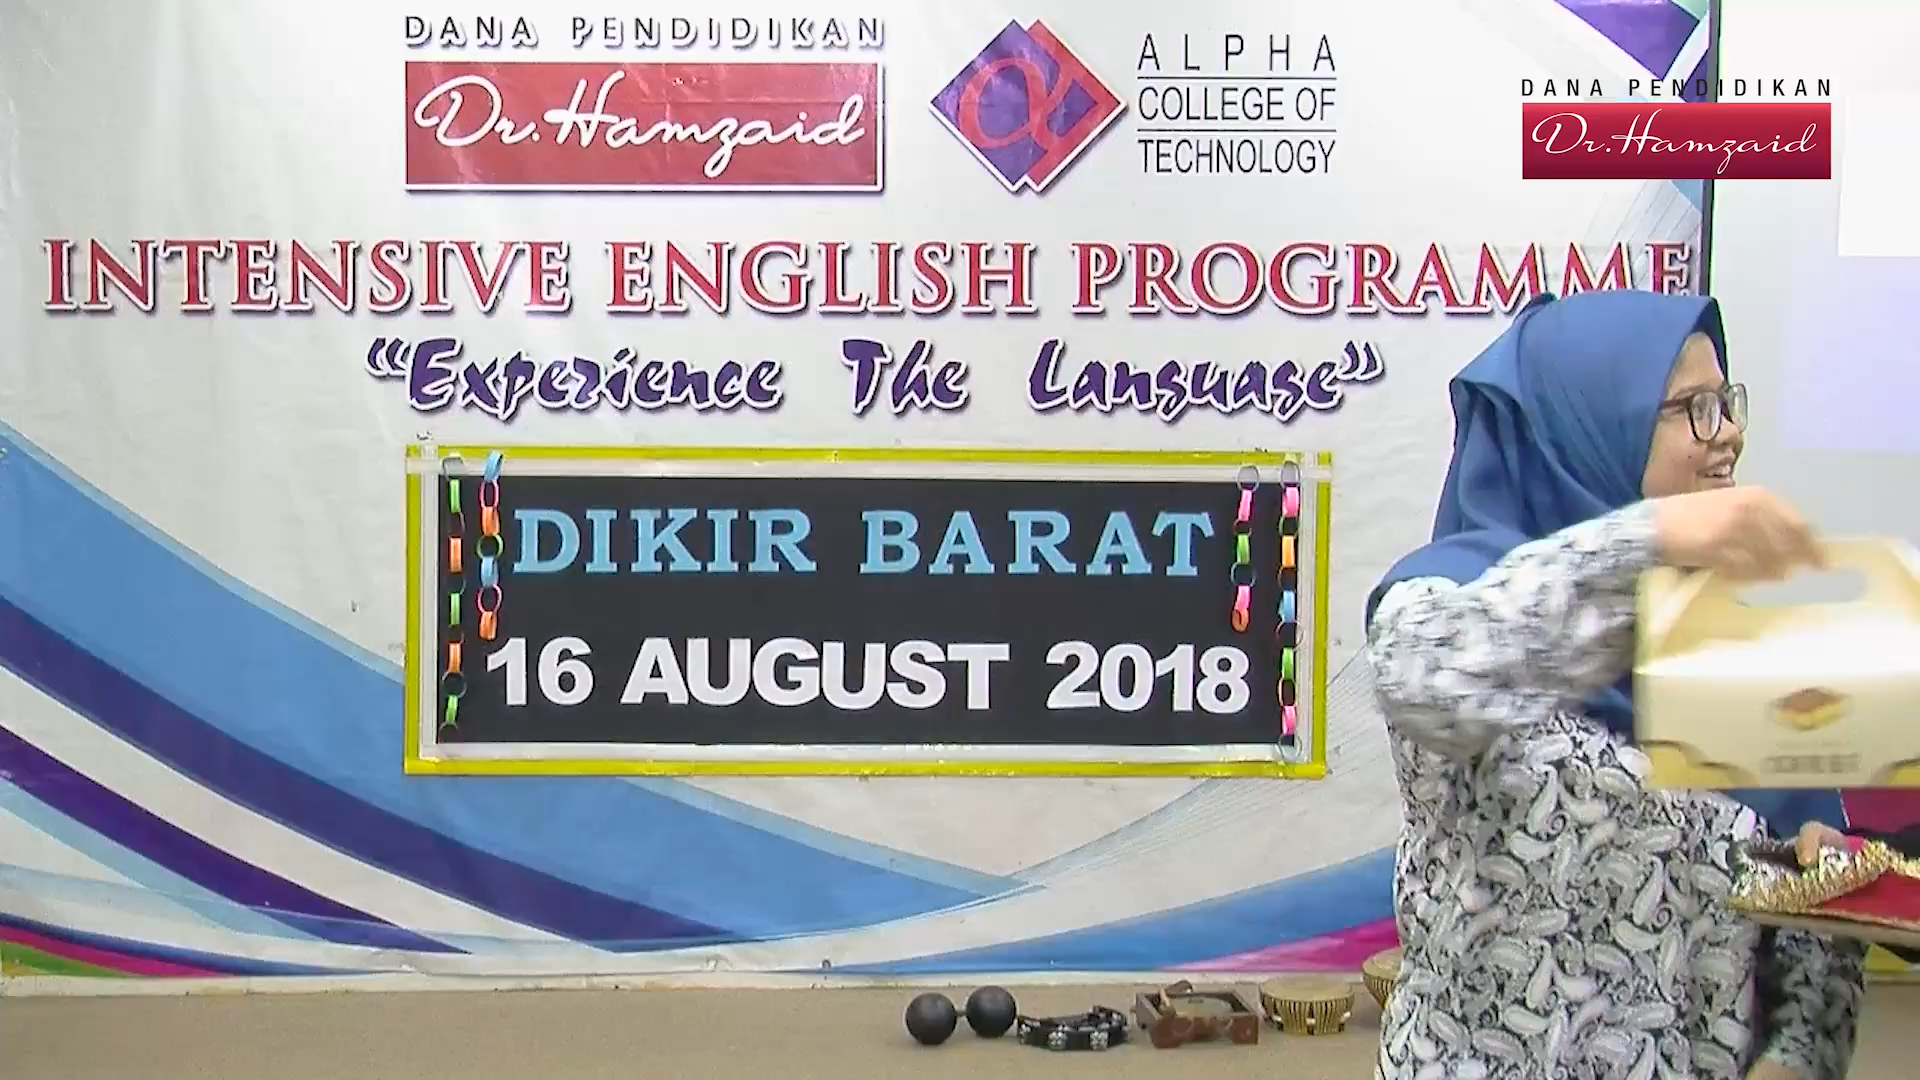 DANA PENDIDIKAN
Dr.Hamzaid
ALPHA
COLLEGE OF
TECHNOLOGY
DANA PENDIDIKAN
Dr.Hamzaid
INTENSIVE ENGLISH PROGRAMME
“Experience The Language”
DIKIR BARAT
16 AUGUST 2018